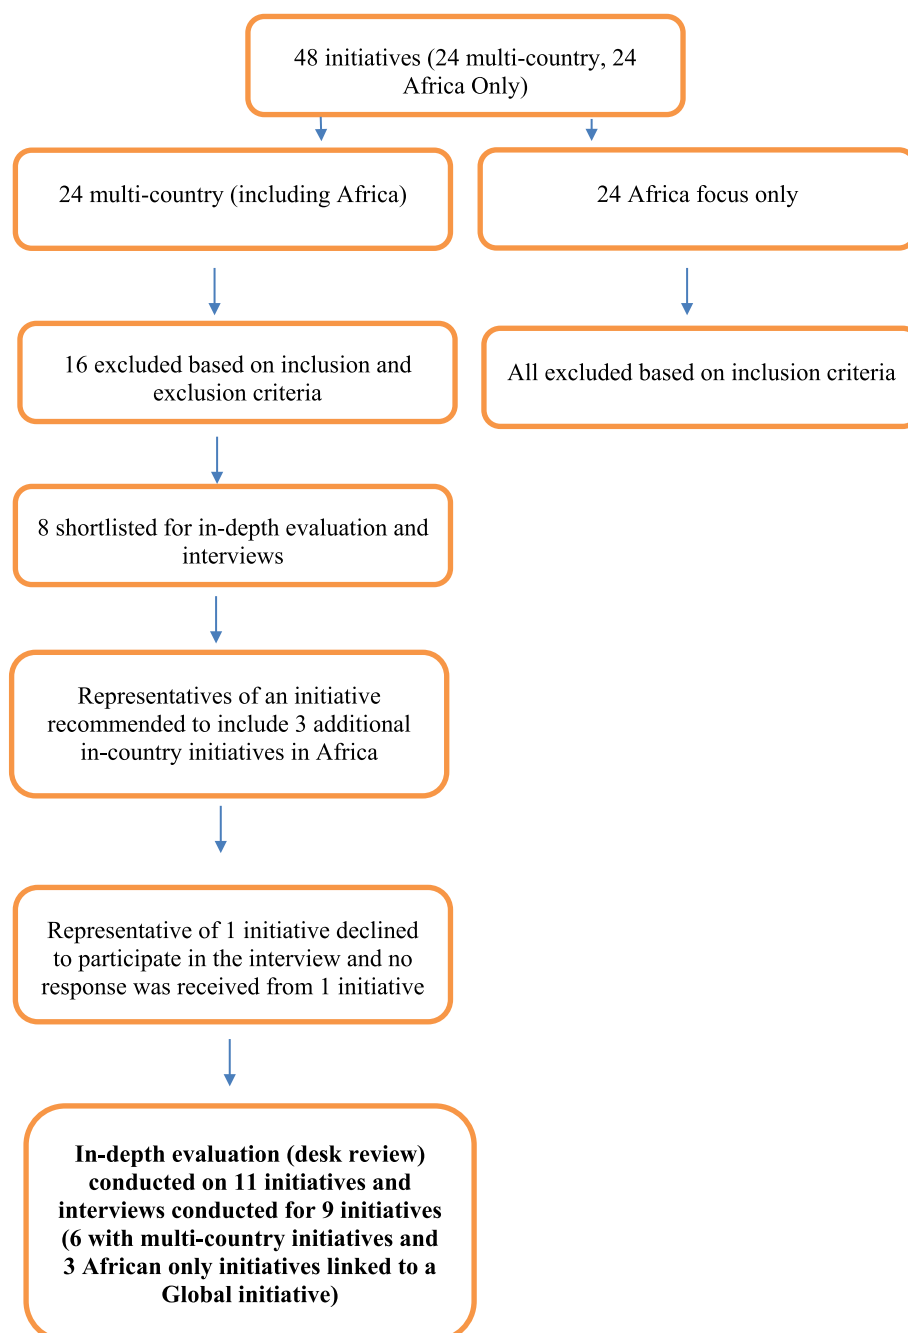 48 initiatives (24 multi-country, 24
Africa Only)
24 multi-country (including Africa)
24 Africa focus only
16 excluded based on inclusion and
exclusion criteria
All excluded based on inclusion criteria
8 shortlisted for in-depth evaluation and
interviews
Representatives of an initiative
recommended to include 3 additional
in-country initiatives in Africa
Representative of 1 initiative declined
to participate in the interview and no
response was received from 1 initiative
In-depth evaluation (desk review)
conducted on 11 initiatives and
interviews conducted for 9 initiatives
(6 with multi-country initiatives and
3 African only initiatives linked to a
Global initiative)